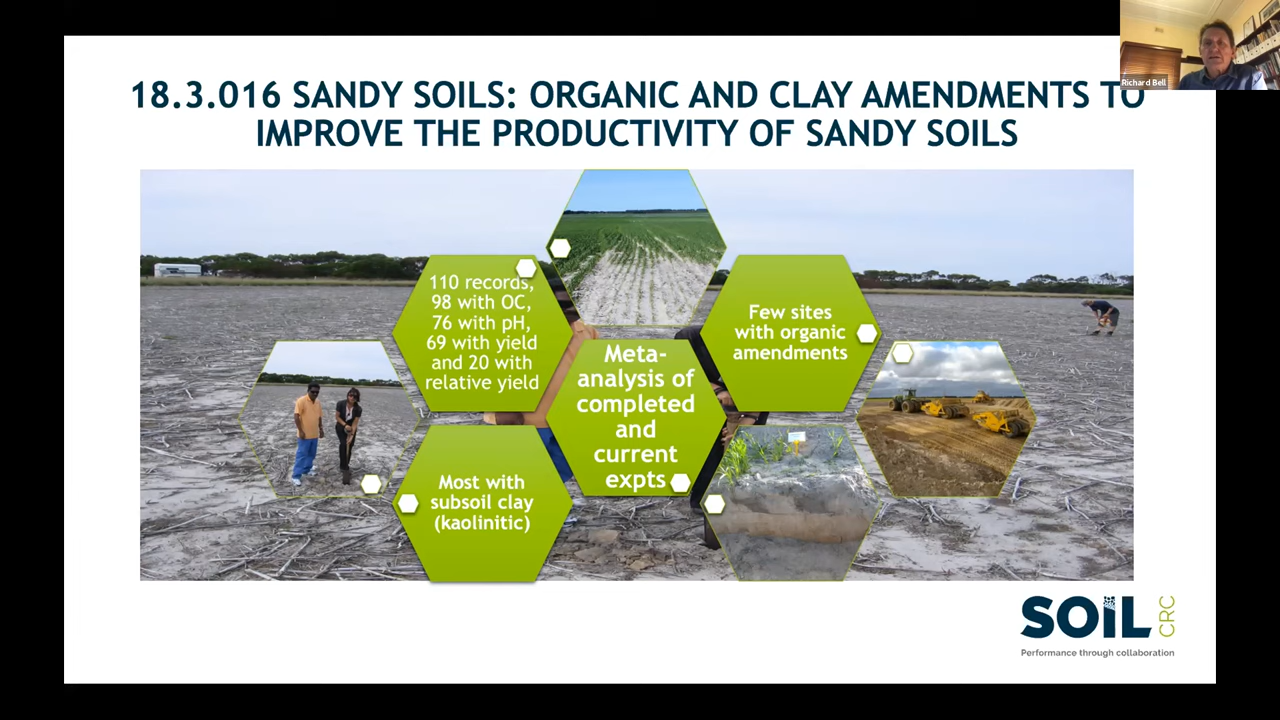 Richard Bell
18.3.016 SANDY SOILS: ORGANIC AND CLAY AMENDMENTS TO
IMPROVE THE PRODUCTIVITY OF SANDY SOILS
110 records,
98 with OC,
76 with pH,
69 with yield
and 20 with
relative yield
Few sites
with organic
amendments
Meta-
analysis of
completed
and
current
expts
Most with
subsoil clay
(kaolinitic)
SOIL
CRC
Performance through collaboration